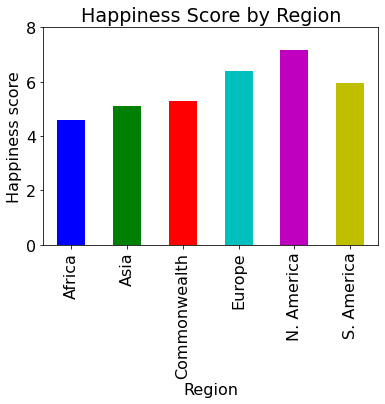 Happiness Score by Region
Happiness score
8
6
4
2
0
Africa
Asia
Commonwealth
Europe
N. America
S. America
Region